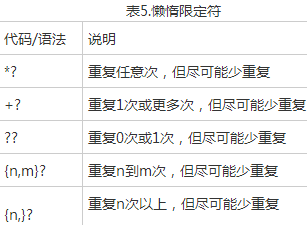 表5.懒惰限定符
代码/语法 说明
*? 重复任意次，但尽可能少重复
+? 重复1次或更多次，但尽可能少重复
?? 重复0次或1次，但尽可能少重复
{n,m}? 重复n到m次，但尽可能少重复
{n,}? 重复n次以上，但尽可能少重复